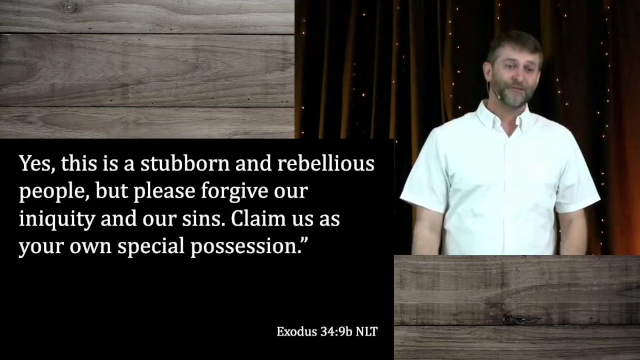 Yes, this is a stubborn and rebellious
people, but please forgive our
iniquity and our sins. Claim us as
your own special possession.”
Exodus 34:9b NLT